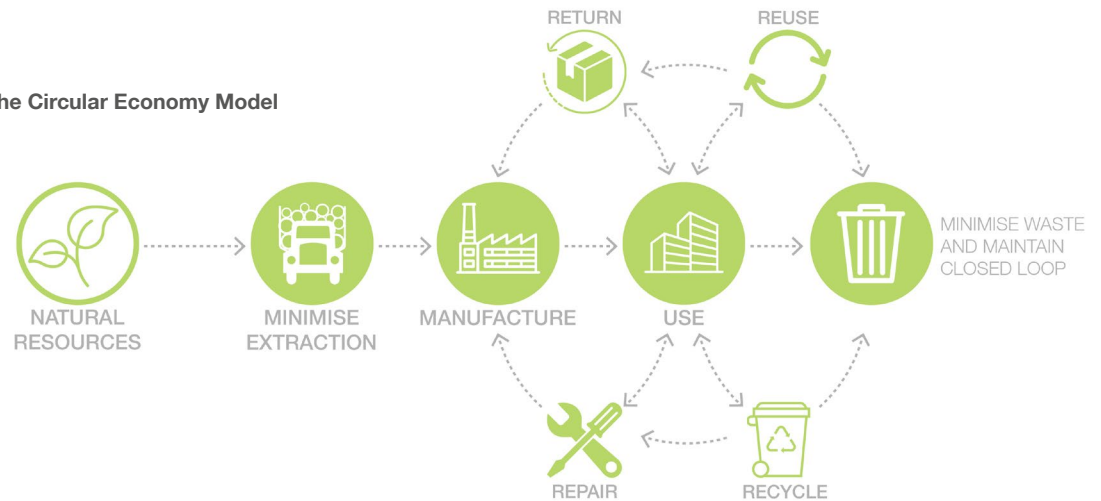 RETURN
REUSE
he Circular Economy Model
MINIMISE WASTE
AND MAINTAIN
CLOSED LOOP
NATURAL
RESOURCES
MINIMISE
EXTRACTION
MANUFACTURE
USE
REPAIR
RECYCLE